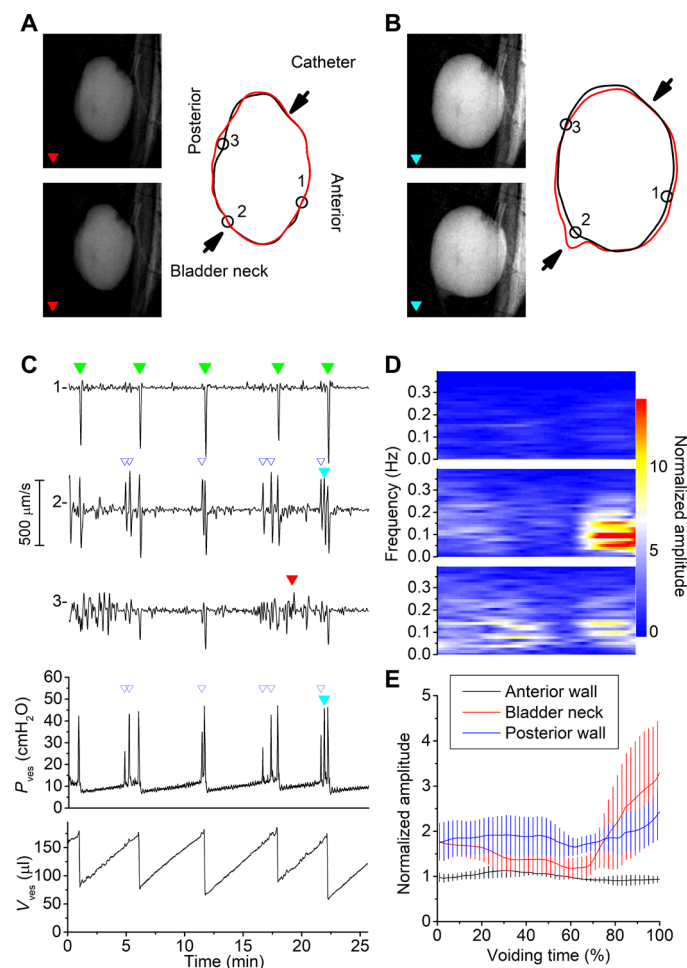 A
B
Catheter
Posterior
3
1
2
Anterior
Bladder neck
3
1
2
C
D
1-
2-
500 µm/s
3-
60
50
40
30
20
10
0
Pves (cmH2O)
150
100
50
0
Vves (µl)
0 5 10 15 20 25
Time (min)
0.3
0.2
0.1
0.0
0.3
0.2
0.1
0.0
0.3
0.2
0.1
0.0
Frequency (Hz)
10
5
0
Normalized amplitude
E
Anterior wall
Bladder neck
Posterior wall
5
4
3
2
1
0
Normalized amplitude
0 20 40 60 80 100
Voiding time (%)